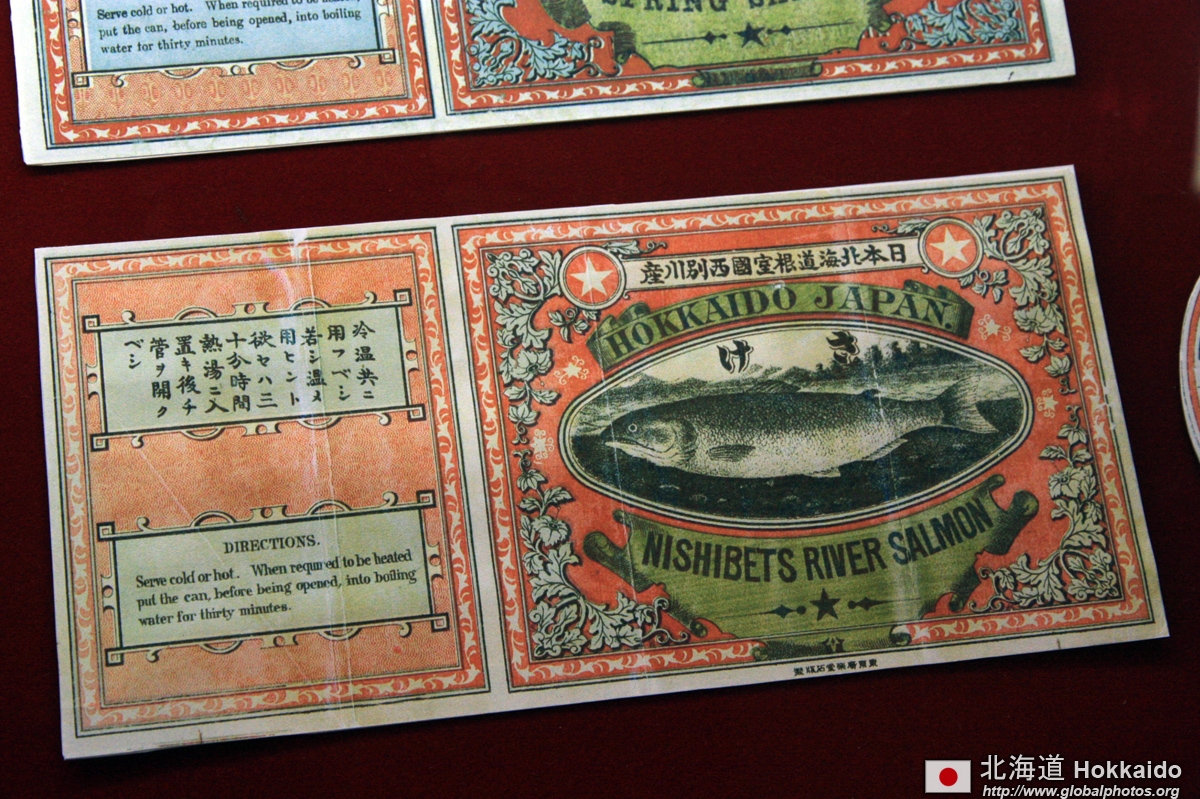 Serve cold or hot. When required to be heated,
put the can, before being opened, into boiling
water for thirty minutes.
SPRING
冷温共ニ
用フベシ
若シ温メ
用ヒント
欲セハ三
十分時間
熱湯ニ入
置キ後チ
管ヲ開ク
ベシ
DIRECTIONS.
Serve cold or hot. When required to be heated
put the can, before being opened, into boiling
water for thirty minutes.
日本北海道根室國西別川産
HOKKAIDO JAPAN.
さけ
NISHIBETS RIVER SALMON
北海道 Hokkaido
http://www.globalphotos.org